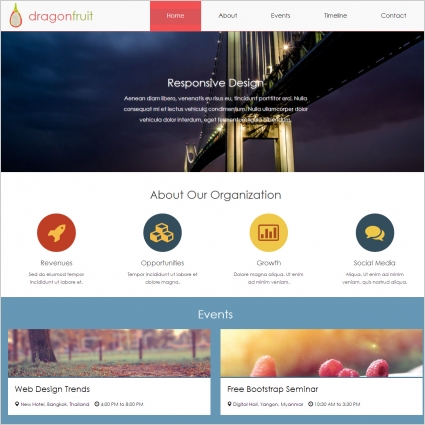 dragonfruit
Home
About
Events
Timeline
Contact
Responsive Design
Aenean diam libero, venenatis eu risus eu, tincidunt porttitor orci. Nulla
consequat mi et lectus vehicula condimentum. Nulla ullamcorper dolor
vehicula dolor interdum, eget
About Our Organization
Revenues
Sed do eiusmod tempor
incididunt ut labore et.
Opportunities
Tempor incididunt ut labore et
dolore.
Growth
Dolore magna aliqua. Ut enim
ad minim veniam.
Social Media
Aliqua. Ut enim ad minim
veniam, quis nostrud aliqua.
Events
Web Design Trends
New Hotel, Bangkok, Thailand 6:00 PM to 8:00 PM
Free Bootstrap Seminar
Digital Hall, Yangon, Myanmar 10:30 AM to 3:30 PM